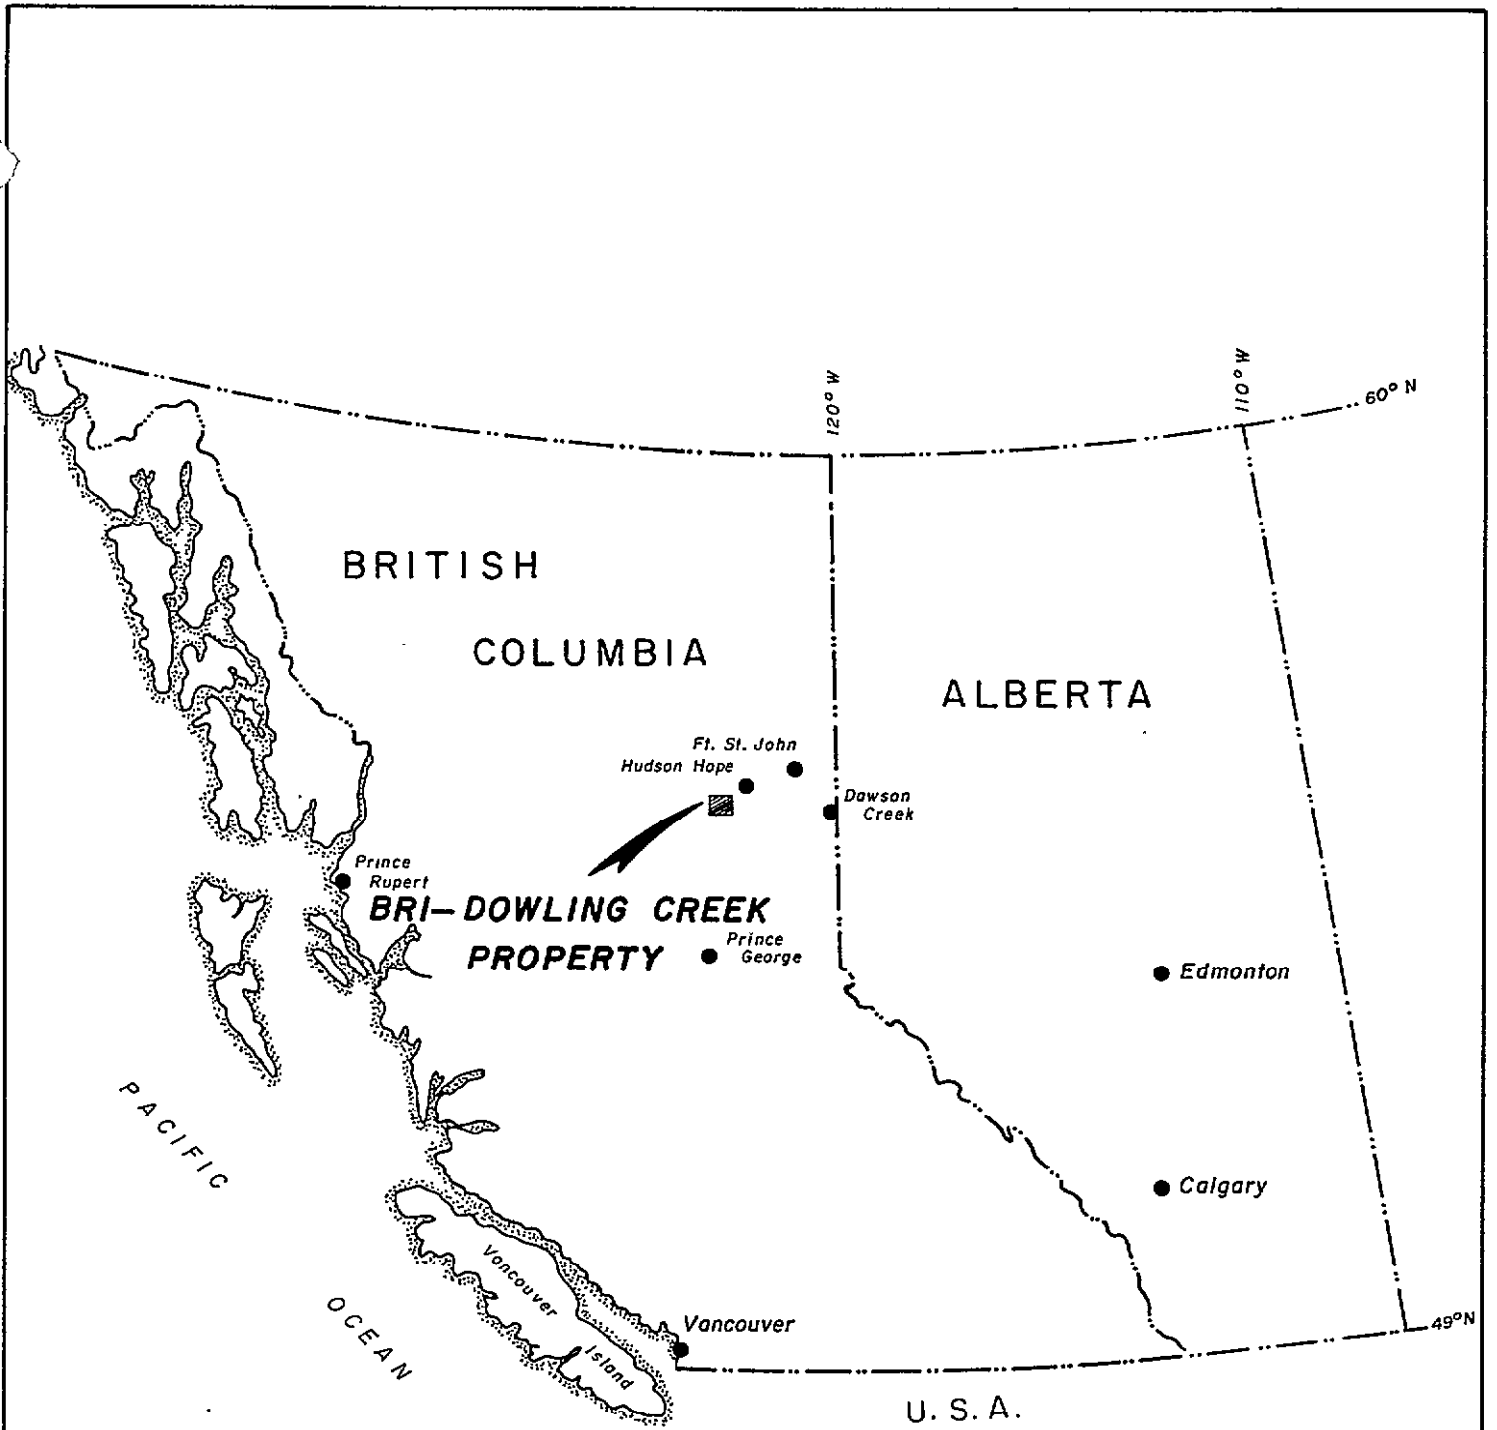 120° W
110° W
60° N
BRITISH
COLUMBIA
ALBERTA
Ft. St. John
Hudson Hope
Dawson
Creek
Prince
Rupert
BRI-DOWLING CREEK
PROPERTY
Prince
George
Edmonton
PACIFIC
OCEAN
Calgary
Vancouver
Island
Vancouver
49°N
U. S. A.